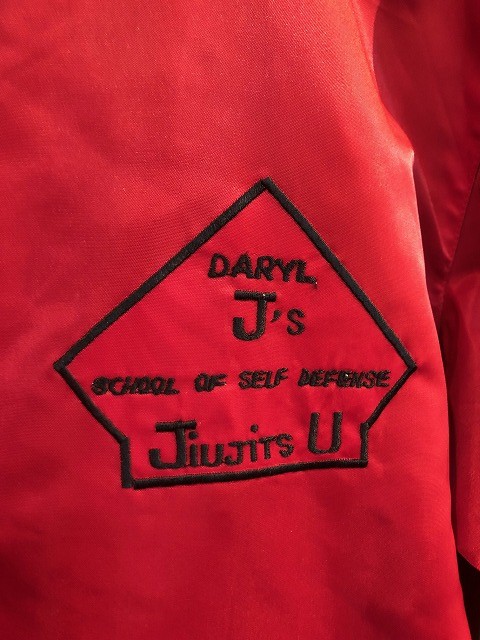 DARYL
J's
SCHOOL OF SELF DEFENSE
JIUJITS U